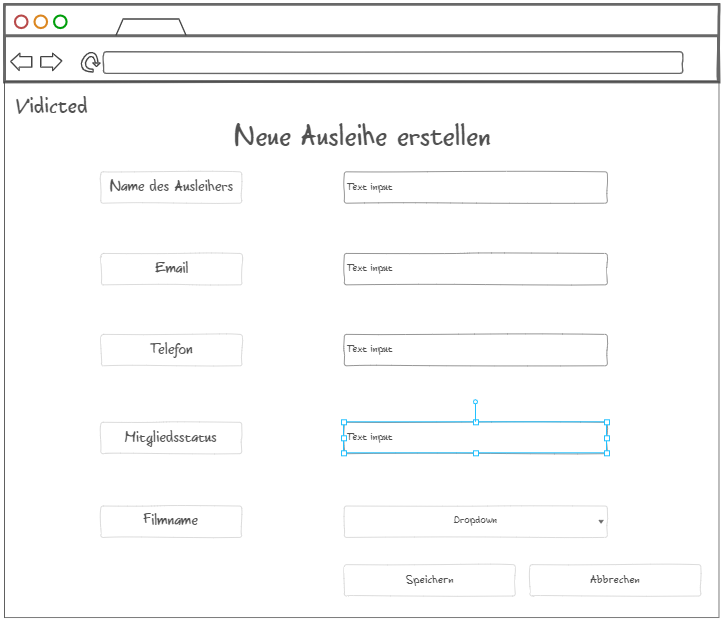 Vidicted
Neue Ausleihe erstellen
Name des Ausleihers
Text input
Email
Text input
Telefon
Text input
Mitgliedsstatus
Text input
Filmname
Dropdown
Speichern
Abbrechen